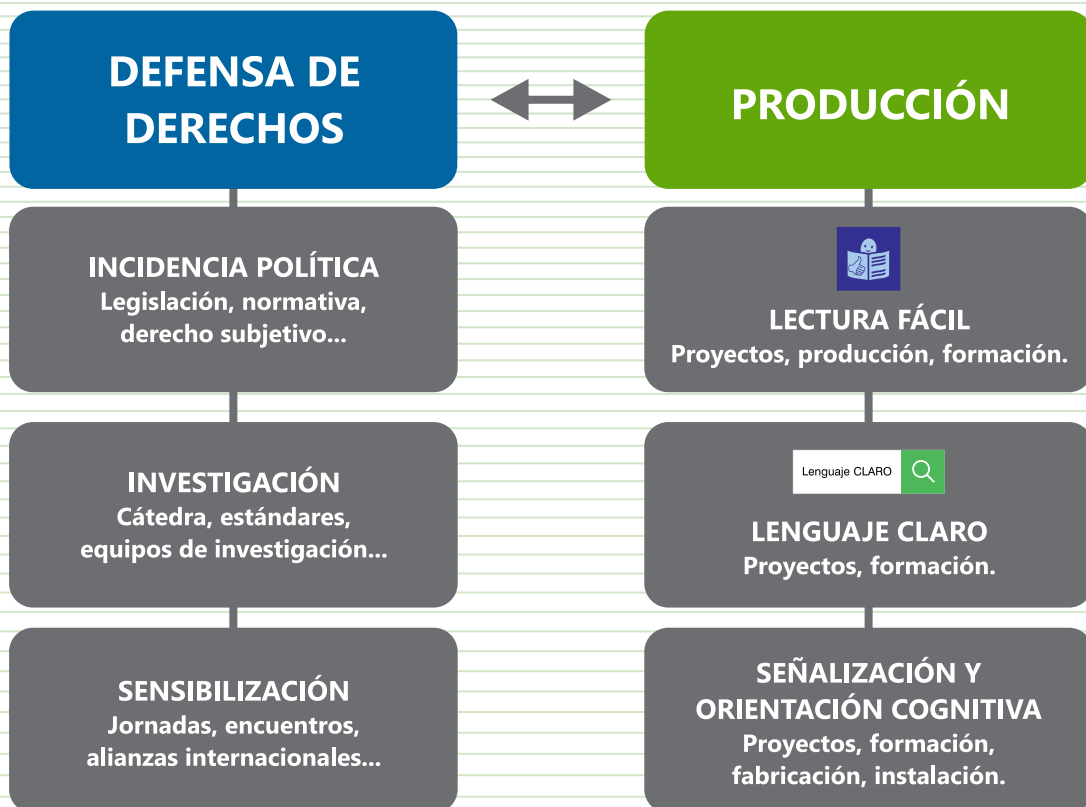 DEFENSA DE
DERECHOS
INCIDENCIA POLÍTICA
Legislación, normativa,
derecho subjetivo...
INVESTIGACIÓN
Cátedra, estándares,
equipos de investigación...
SENSIBILIZACIÓN
Jornadas, encuentros,
alianzas internacionales...
PRODUCCIÓN
LECTURA FÁCIL
Proyectos, producción, formación.
Lenguaje CLARO
LENGUAJE CLARO
Proyectos, formación.
SEÑALIZACIÓN Y
ORIENTACIÓN COGNITIVA
Proyectos, formación,
fabricación, instalación.